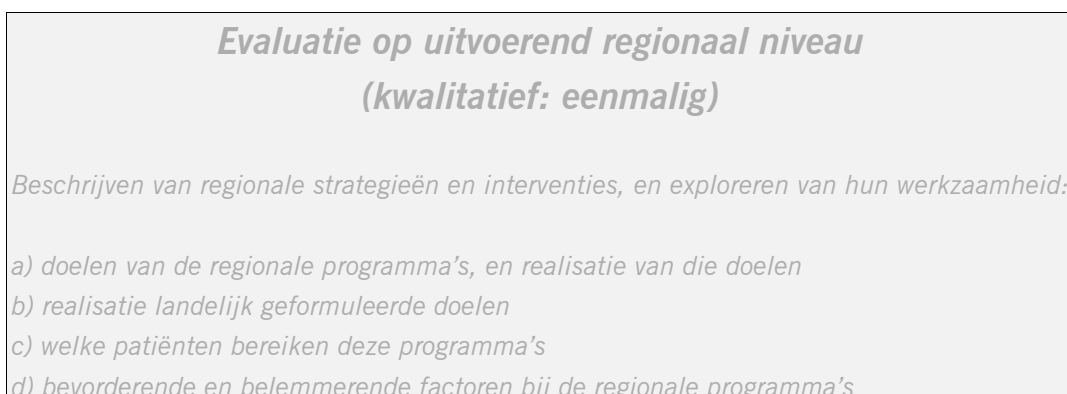 Evaluatie op uitvoerend regionaal niveau
(kwalitatief: eenmalig)
Beschrijven van regionale strategieën en interventies, en exploreren van hun werkzaamheid:
a) doelen van de regionale programma’s, en realisatie van die doelen
b) realisatie landelijk geformuleerde doelen
c) welke patiënten bereiken deze programma’s
d) bevorderende en belemmerende factoren bij de regionale programma’s